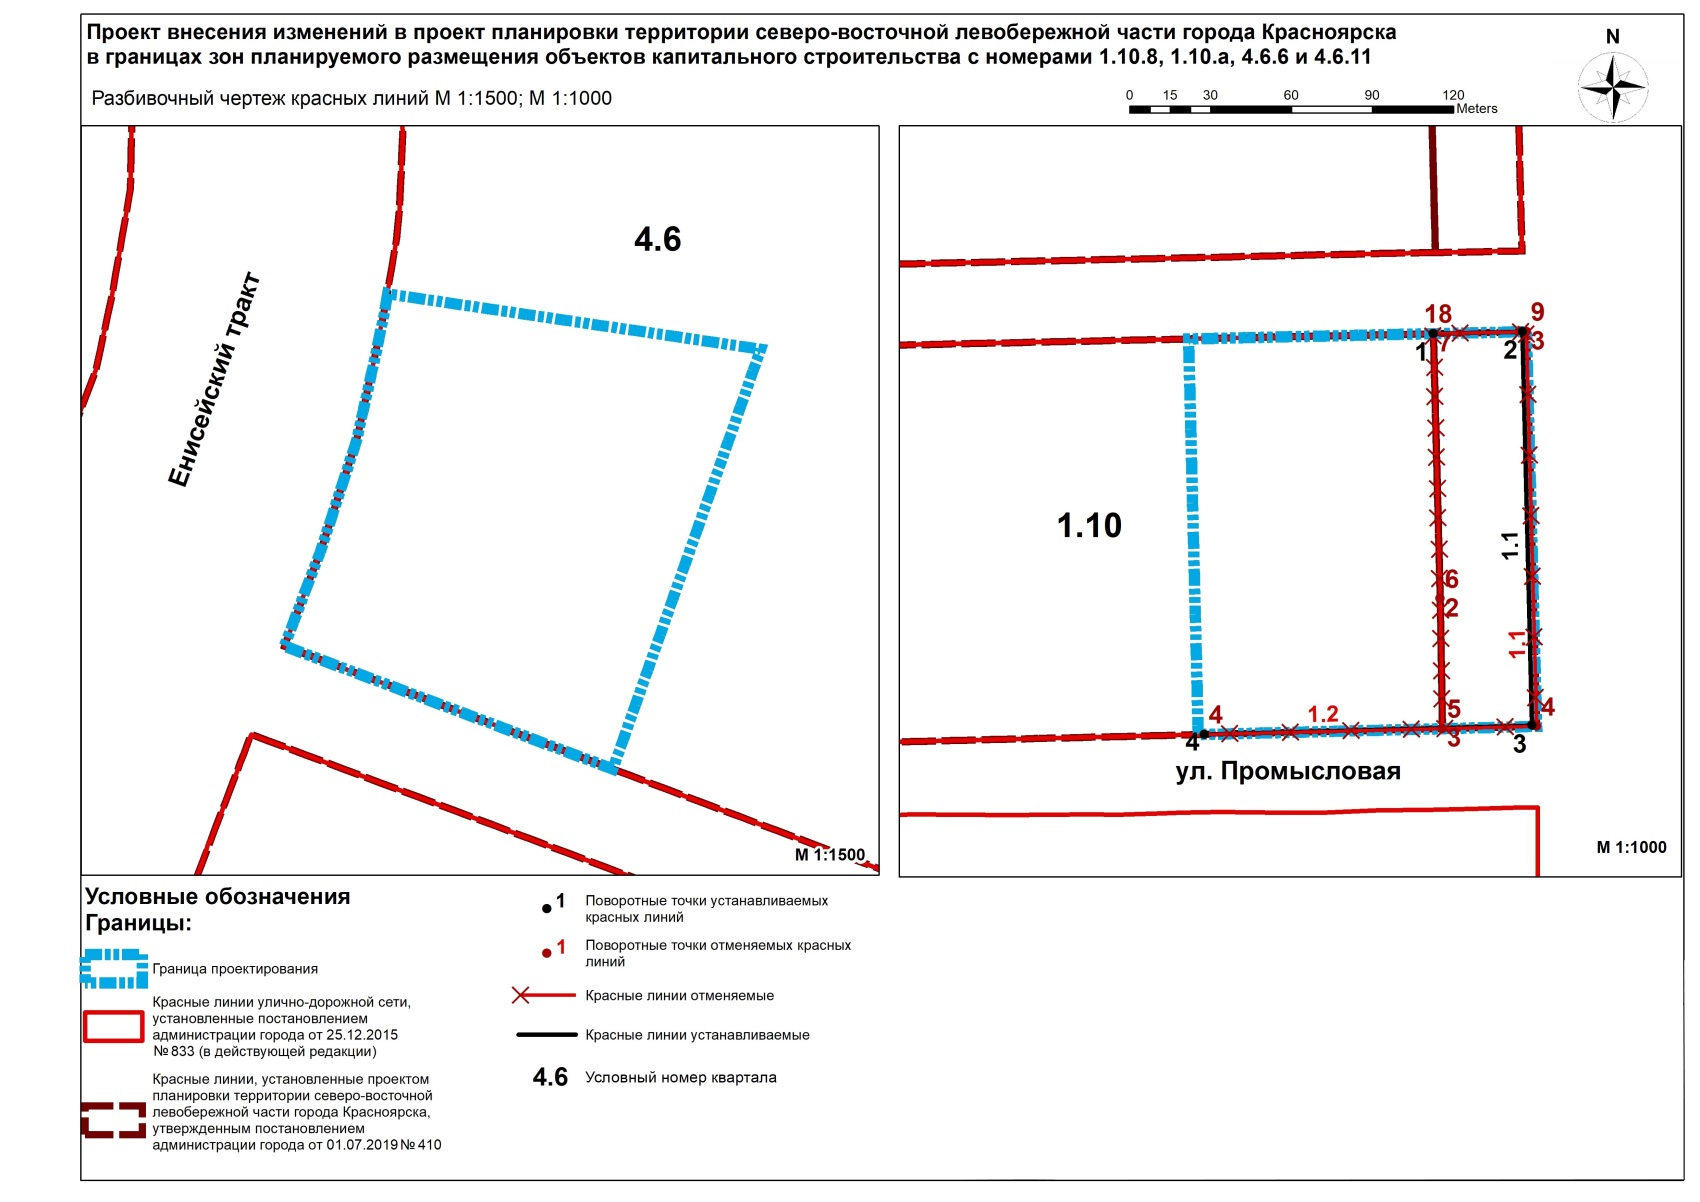 Проект внесения изменений в проект планировки территории северо-восточной левобережной части города Красноярска
в границах зон планируемого размещения объектов капитального строительства с номерами 1.10.8, 1.10.а, 4.6.6 и 4.6.11
N
Разбивочный чертеж красных линий М 1:1500; М 1:1000
0 15 30 60 90 120
Meters
4.6
Енисейский тракт
М 1:1500
18
9
7
3
1
2
1.10
1.1
6
2
1.1
5
4
4
1.2
3
4
3
ул. Промысловая
М 1:1000
Условные обозначения
Границы:
Граница проектирования
Красные линии улично-дорожной сети,
установленные постановлением
администрации города от 25.12.2015
№ 833 (в действующей редакции)
Красные линии, установленные проектом
планировки территории северо-восточной
левобережной части города Красноярска,
утвержденным постановлением
администрации города от 01.07.2019 № 410
1 Поворотные точки устанавливаемых
красных линий
1 Поворотные точки отменяемых красных
линий
Красные линии отменяемые
Красные линии устанавливаемые
4.6 Условный номер квартала